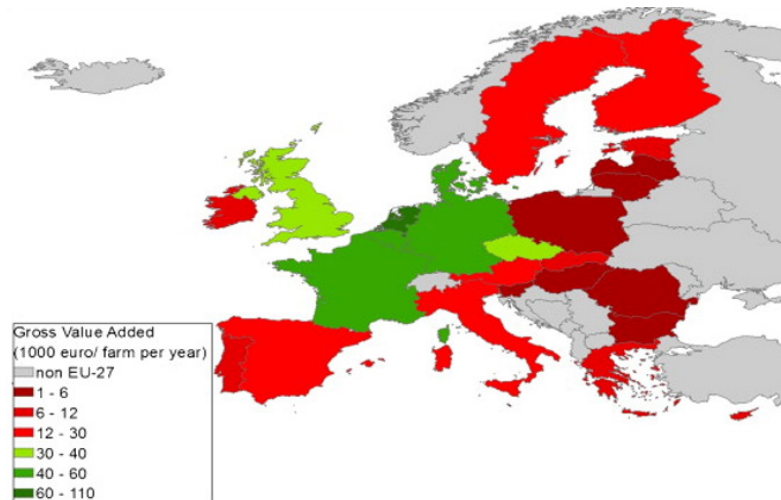 Gross Value Added
(1000 euro/ farm per year)
non EU-27
1 - 6
6 - 12
12 - 30
30 - 40
40 - 60
60 - 110